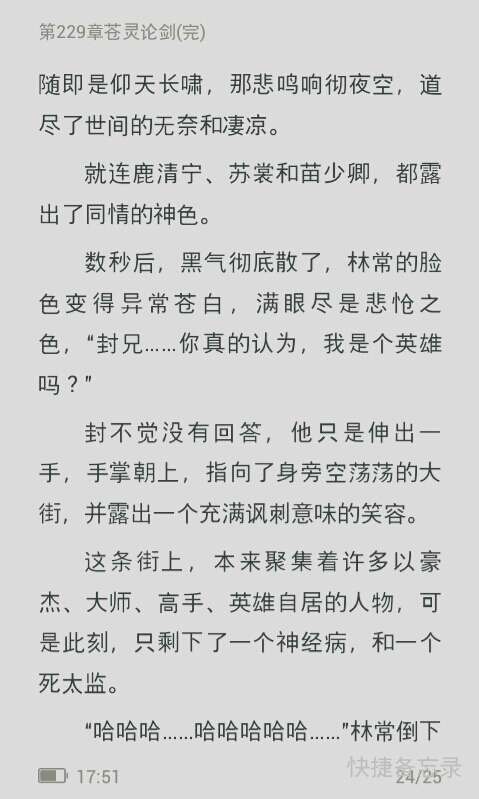 第229章苍灵论剑(完)
随即是仰天长啸，那悲鸣响彻夜空，道
尽了世间的无奈和凄凉。
就连鹿清宁、苏裳和苗少卿，都露
出了同情的神色。
数秒后，黑气彻底散了，林常的脸
色变得异常苍白，满眼尽是悲怆之
色，“封兄……你真的认为，我是个英雄
吗？”
封不觉没有回答，他只是伸出一
手，手掌朝上，指向了身旁空荡荡的大
街，并露出一个充满讽刺意味的笑容。
这条街上，本来聚集着许多以豪
杰、大师、高手、英雄自居的人物，可
是此刻，只剩下了一个神经病，和一个
死太监。
“哈哈哈……哈哈哈哈哈……”林常倒下
快捷备忘录
17:51
24/25